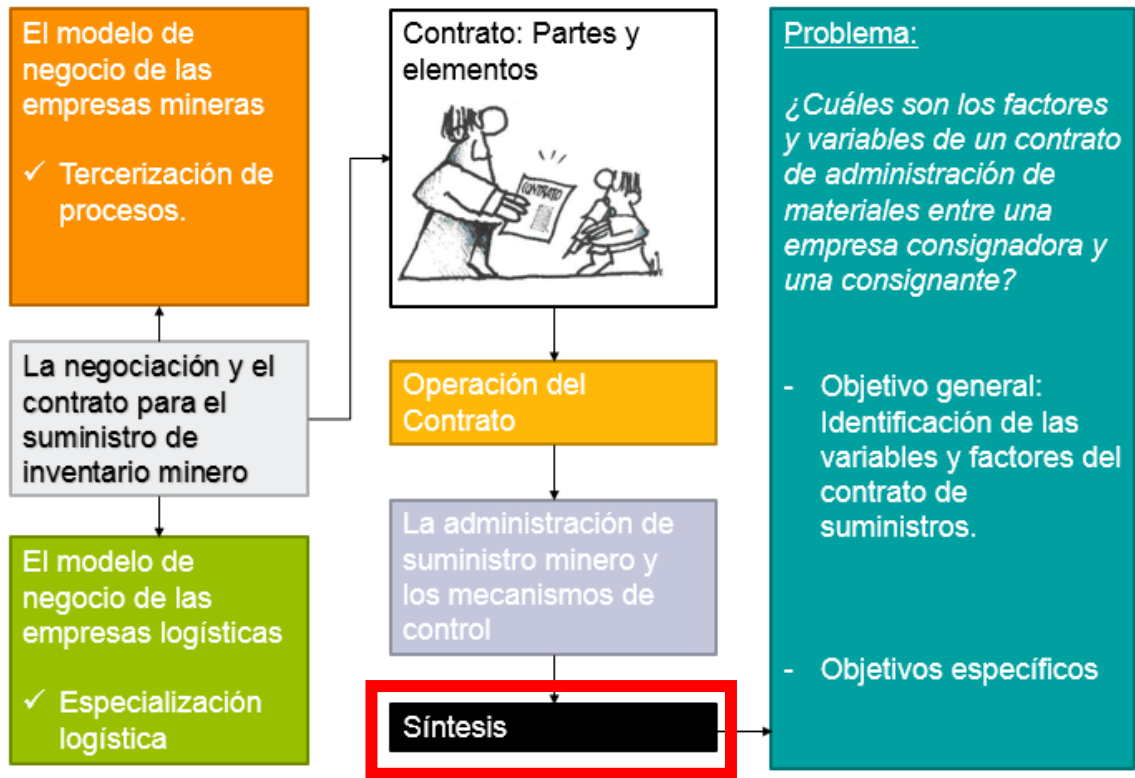 El modelo de
negocio de las
empresas mineras
✓ Tercerización de
procesos.
La negociación y el
contrato para el
suministro de
inventario minero
El modelo de
negocio de las
empresas logísticas
✓ Especialización
logística
Contrato: Partes y
elementos
CONTRATO
Operación del
Contrato
La administración de
suministro minero y
los mecanismos de
control
Síntesis
Problema:
¿Cuáles son los factores
y variables de un contrato
de administración de
materiales entre una
empresa consignadora y
una consignante?
- Objetivo general:
Identificación de las
variables y factores del
contrato de
suministros.
- Objetivos específicos